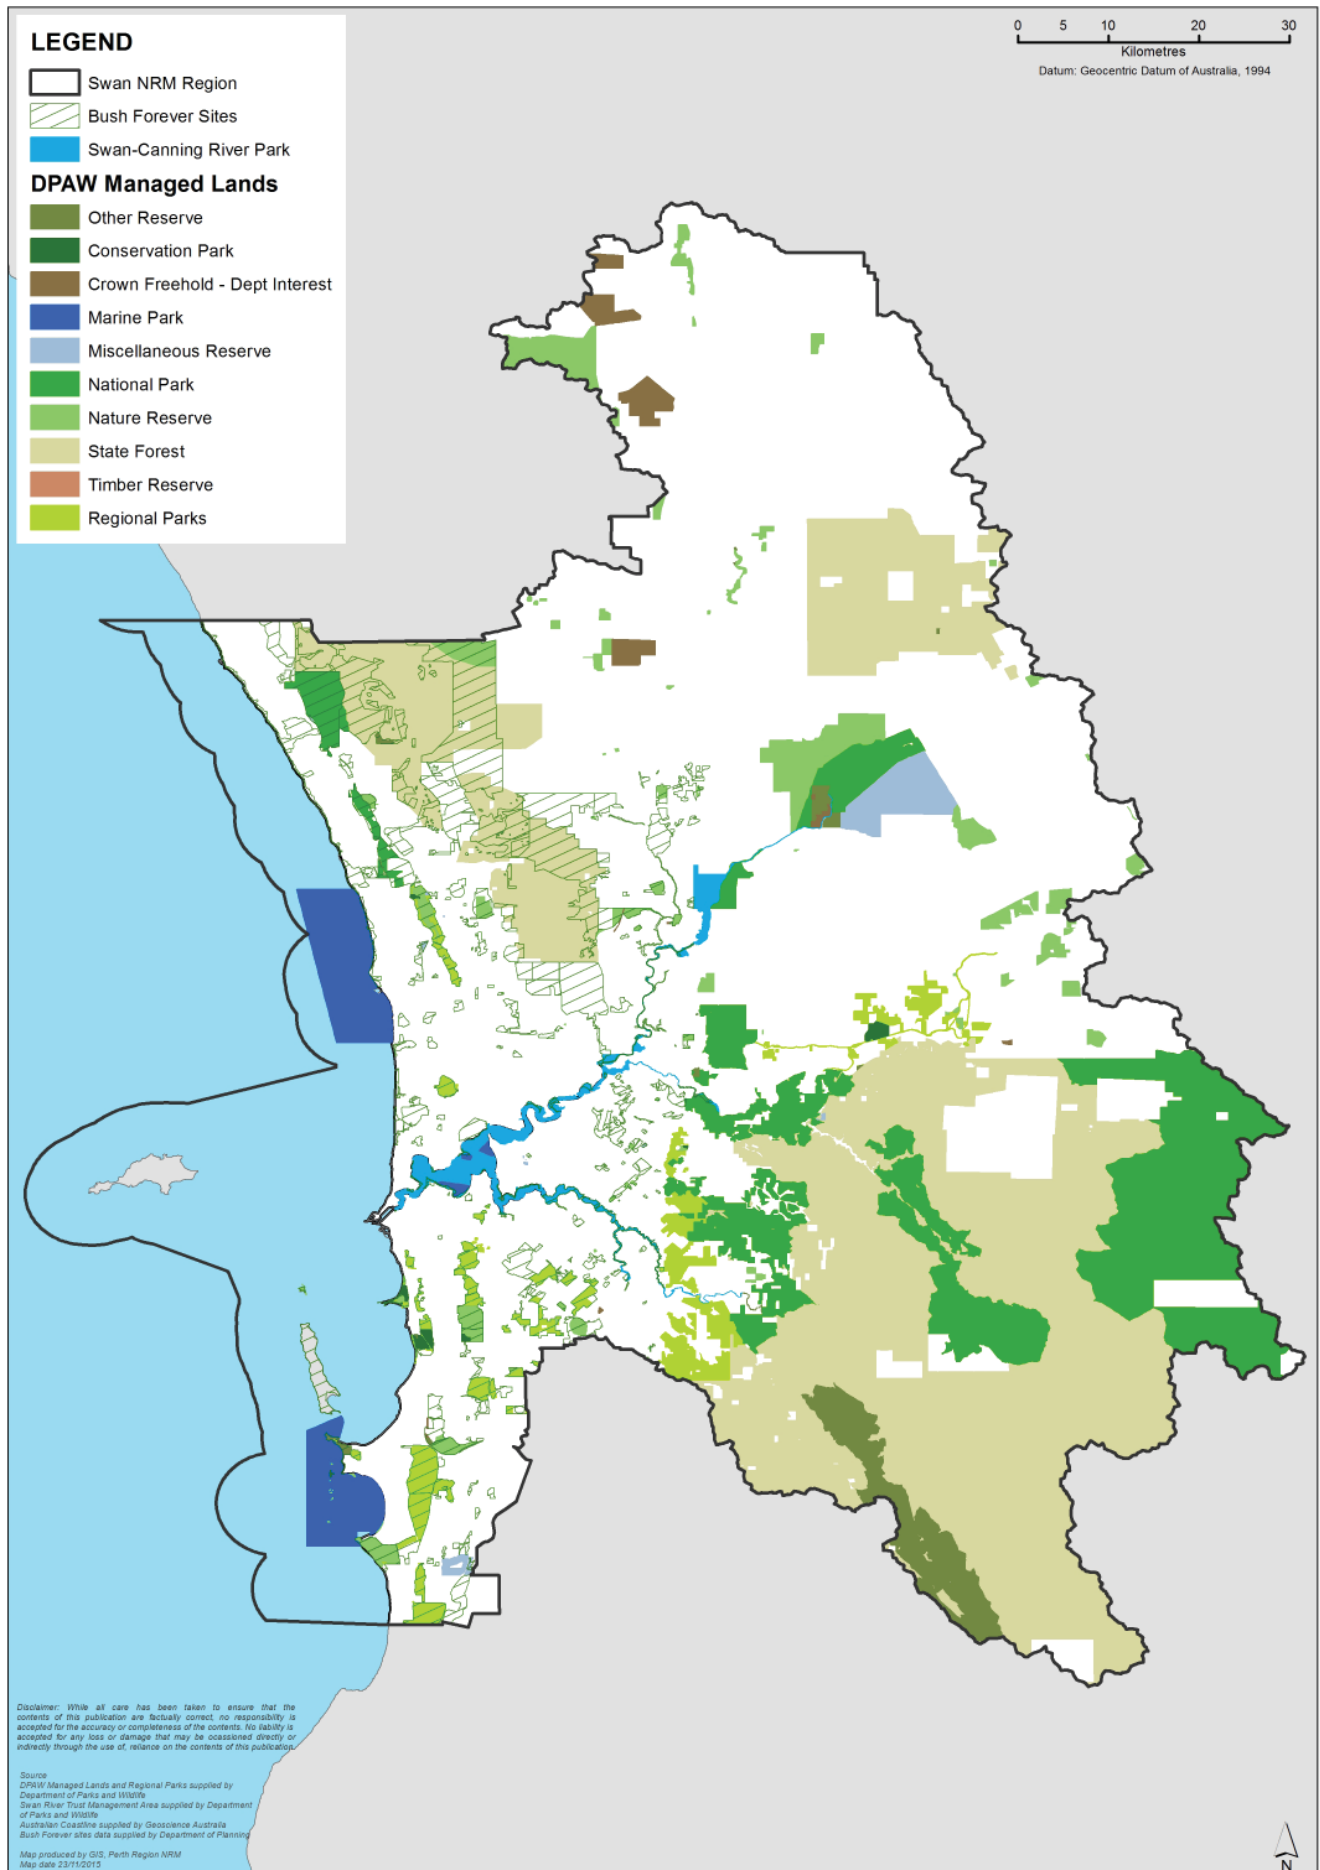 LEGEND
Swan NRM Region
Bush Forever Sites
Swan-Canning River Park
DPAW Managed Lands
Other Reserve
Conservation Park
Crown Freehold - Dept Interest
Marine Park
Miscellaneous Reserve
National Park
Nature Reserve
State Forest
Timber Reserve
Regional Parks
0 5 10 20 30
Kilometres
Datum: Geocentric Datum of Australia, 1994
Disclaimer: While all care has been taken to ensure that the
contents of this publication are factually correct, no responsibility is
accepted for the accuracy or completeness of the contents. No liability is
accepted for any loss or damage that may be ocassioned directly or
indirectly through the use of, reliance on the contents of this publication.
Source
DPAW Managed Lands and Regional Parks supplied by
Department of Parks and Wildlife
Swan River Trust Management Area supplied by Department
of Parks and Wildlife
Australian Coastline supplied by Geoscience Australia
Bush Forever sites data supplied by Department of Planning
Map produced by GIS, Perth Region NRM
Map date 23/11/2015
N